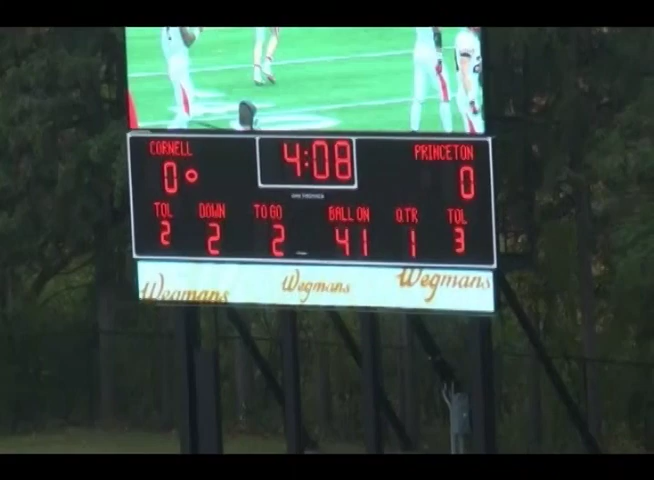 CORNELL 4:08 PRINCETON
0 0
TOL DOWN TO GO BALL ON QTR TOL
2 2 2 41 1 3
Wegmans Wegmans Wegmans